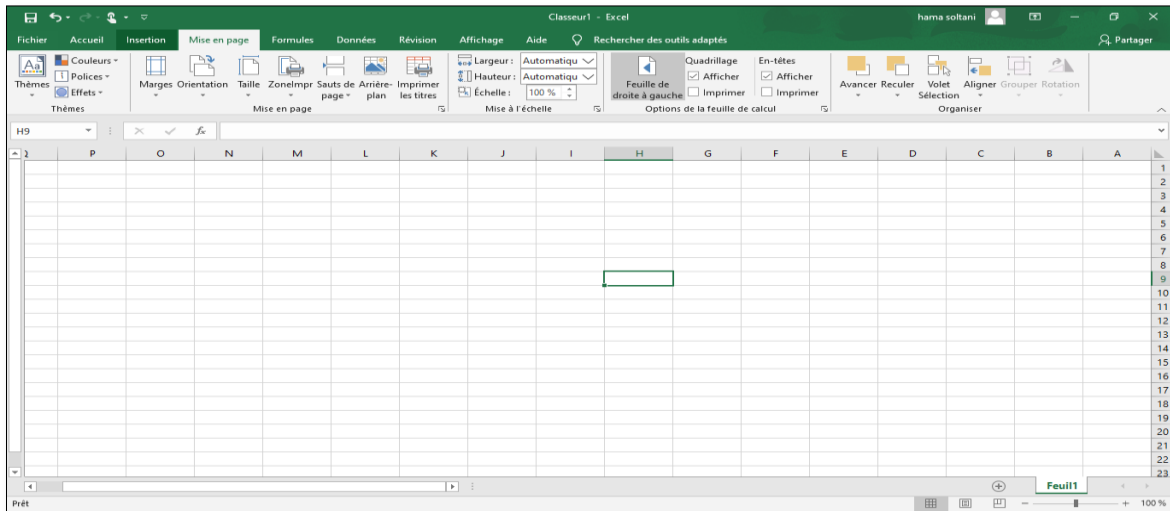 Classeur1 - Excel
hama soltani
Fichier Accueil Insertion Mise en page Formules Données Révision Affichage Aide Rechercher des outils adaptés Partager
Couleurs
Polices
Effets
Thèmes
Thèmes
Marges Orientation Taille ZoneImpr Sauts de page Arrière-plan Imprimer les titres
Mise en page
Largeur : Automatiqu
Hauteur : Automatiqu
Échelle : 100 %
Mise à l'échelle
Feuille de droite à gauche
Quadrillage
Afficher
Imprimer
En-têtes
Afficher
Imprimer
Options de la feuille de calcul
Avancer Reculer Volet Sélection Aligner Grouper Rotation
Organiser
H9 fx
P O N M L K J I H G F E D C B A
1
2
3
4
5
6
7
8
9
10
11
12
13
14
15
16
17
18
19
20
21
22
23
Feuil1
Prêt 100 %